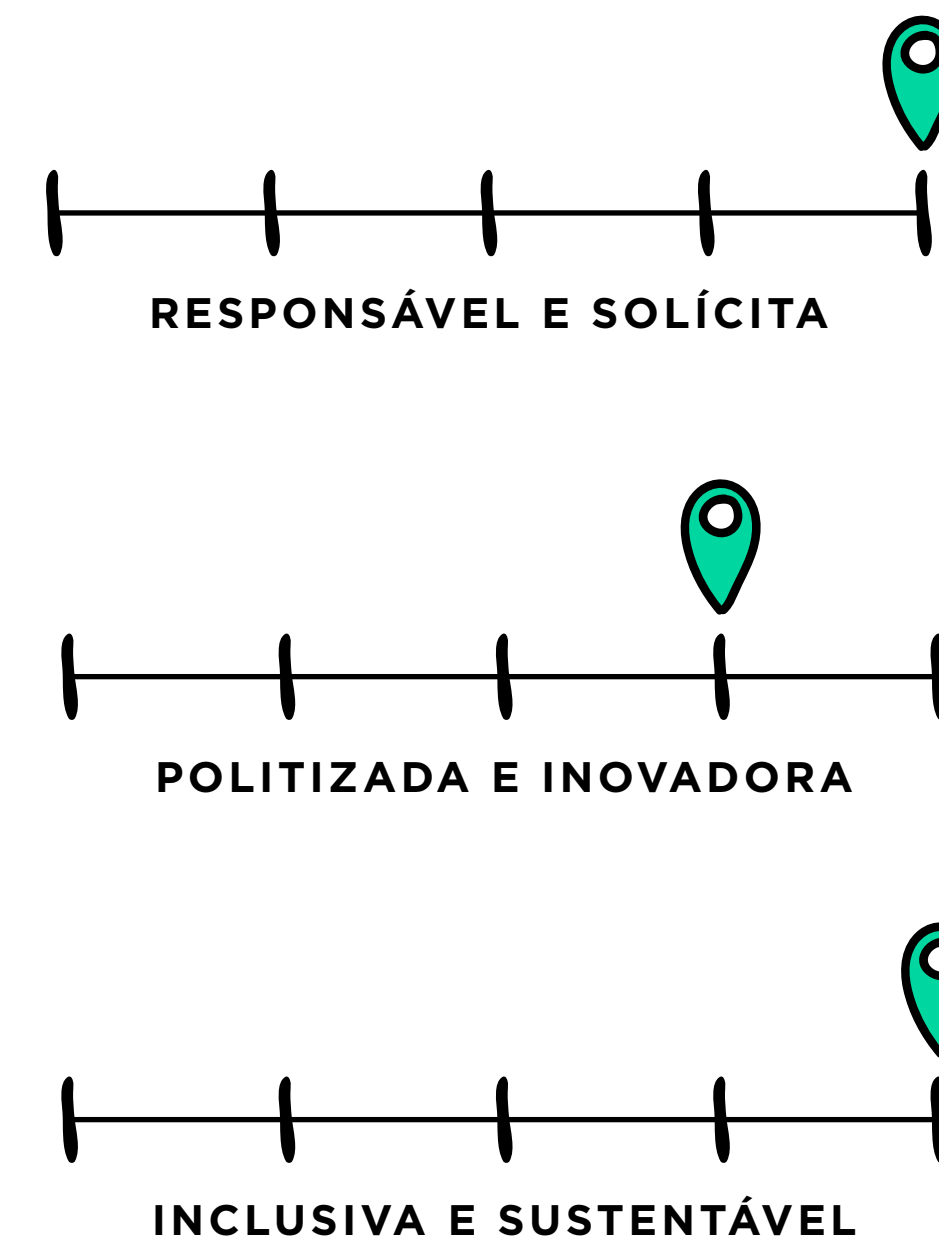 RESPONSÁVEL E SOLÍCITA
POLITIZADA E INOVADORA
INCLUSIVA E SUSTENTÁVEL